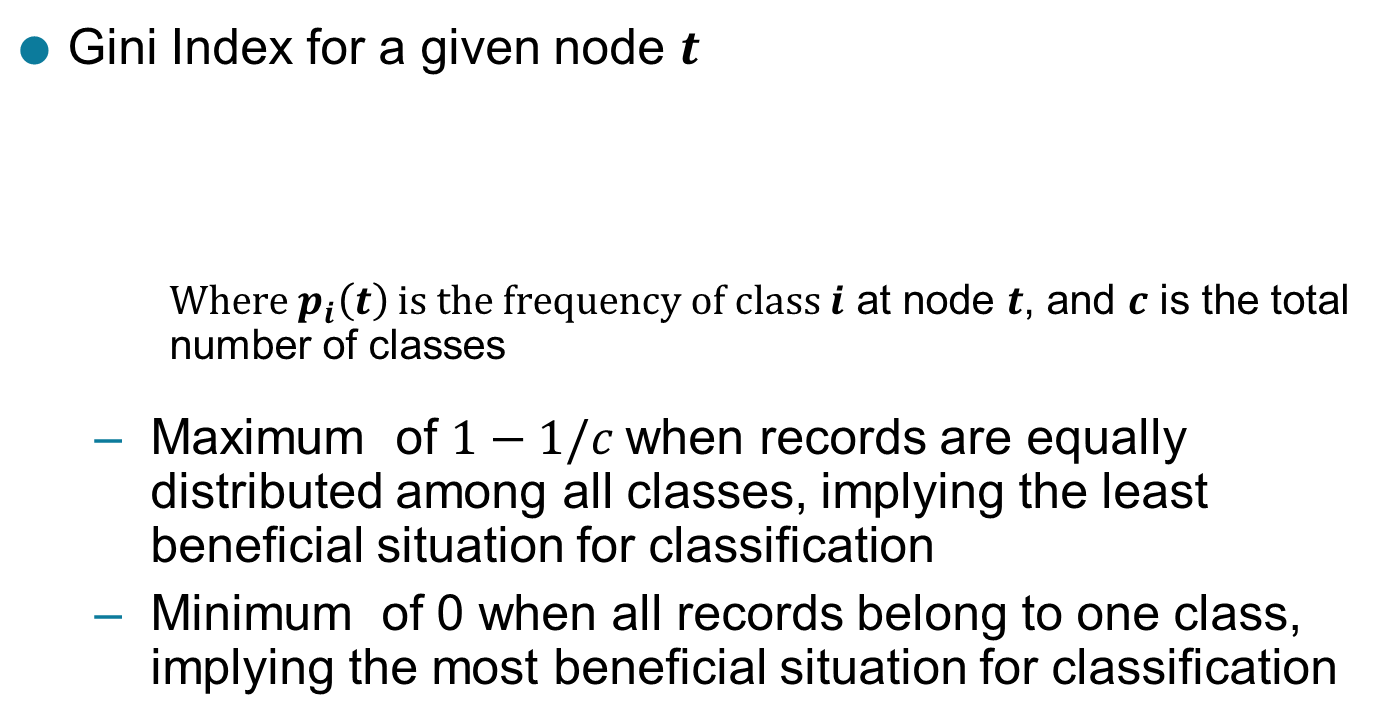 ● Gini Index for a given node t
Where pᵢ(t) is the frequency of class i at node t, and c is the total
number of classes
– Maximum of 1 − 1/c when records are equally
distributed among all classes, implying the least
beneficial situation for classification
– Minimum of 0 when all records belong to one class,
implying the most beneficial situation for classification